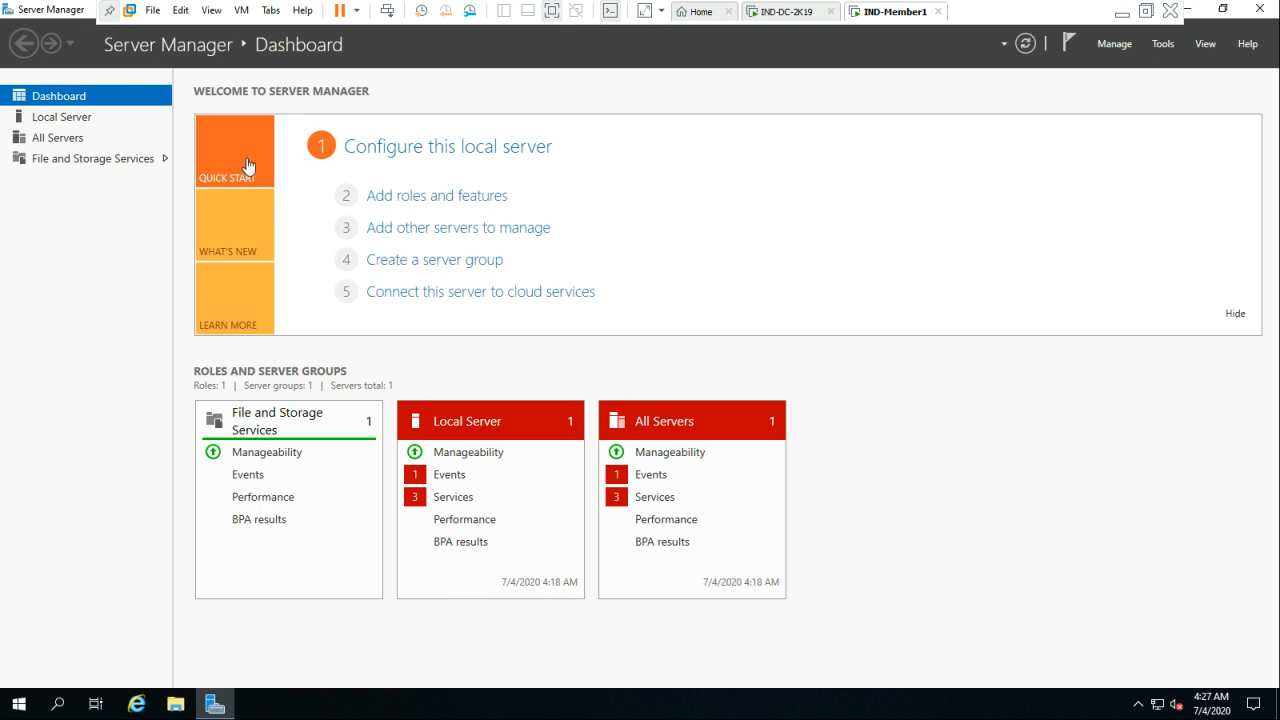 Server Manager
File Edit View VM Tabs Help
Home
IND-DC-2K19
IND-Member1
Server Manager ‣ Dashboard
Manage Tools View Help
Dashboard
Local Server
All Servers
File and Storage Services
WELCOME TO SERVER MANAGER
QUICK START
WHAT'S NEW
LEARN MORE
1 Configure this local server
2 Add roles and features
3 Add other servers to manage
4 Create a server group
5 Connect this server to cloud services
Hide
ROLES AND SERVER GROUPS
Roles: 1 | Server groups: 1 | Servers total: 1
File and Storage
Services 1
Manageability
Events
Performance
BPA results
Local Server 1
Manageability
1 Events
3 Services
Performance
BPA results
7/4/2020 4:18 AM
All Servers 1
Manageability
1 Events
3 Services
Performance
BPA results
7/4/2020 4:18 AM
4:27 AM
7/4/2020